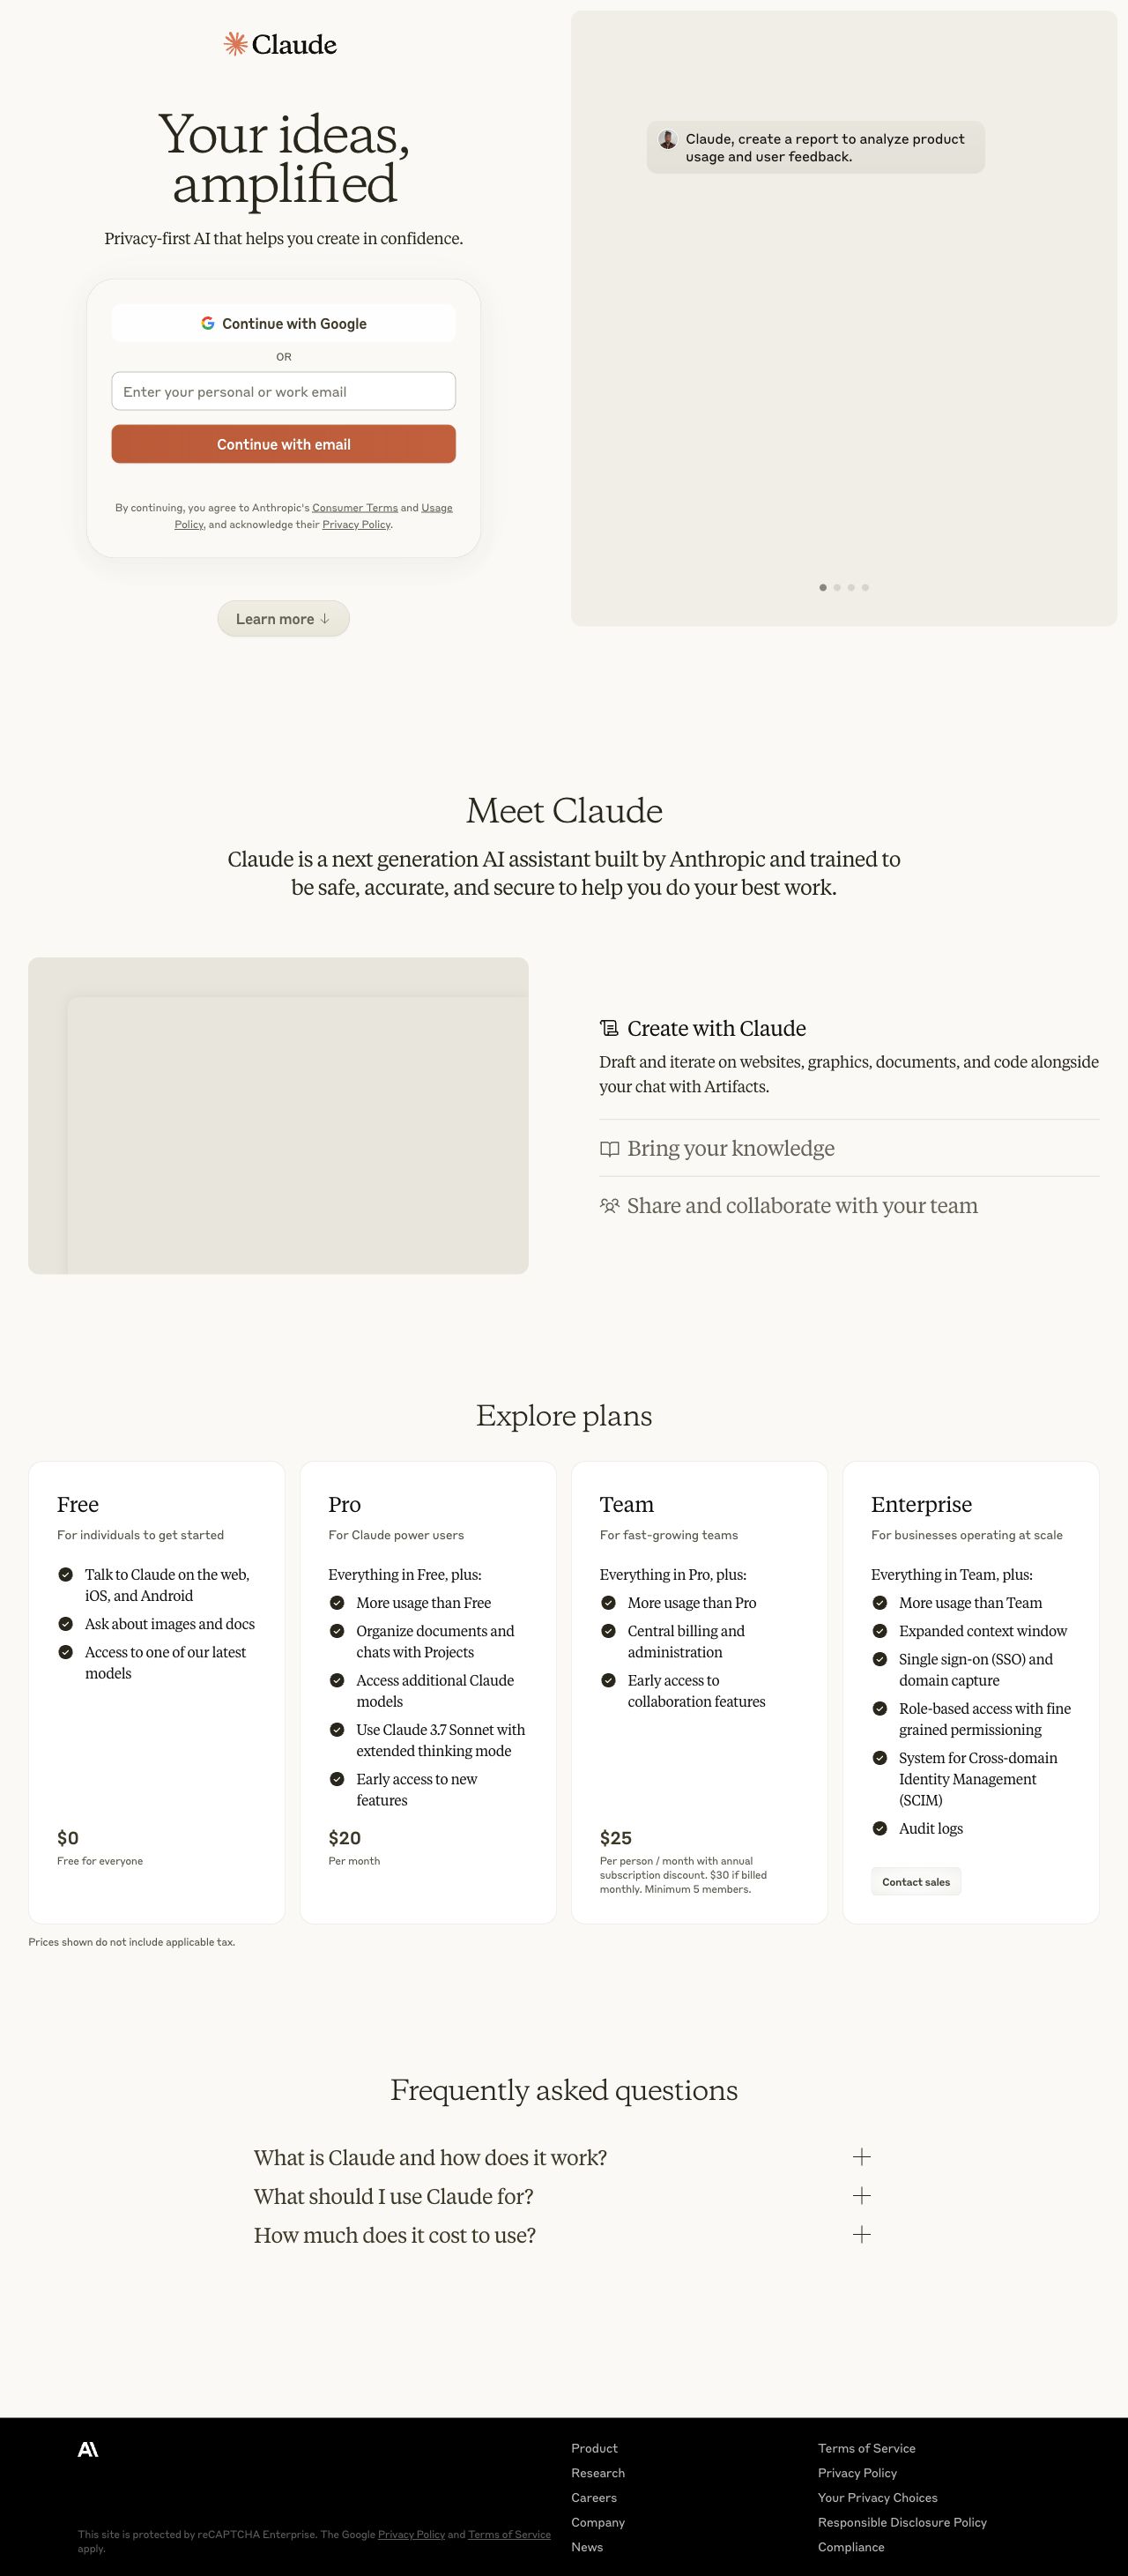 Claude
Your ideas,
amplified
Privacy-first AI that helps you create in confidence.
Continue with Google
OR
Enter your personal or work email
Continue with email
By continuing, you agree to Anthropic's Consumer Terms and Usage
Policy, and acknowledge their Privacy Policy.
Learn more ↓
Claude, create a report to analyze product
usage and user feedback.
Meet Claude
Claude is a next generation AI assistant built by Anthropic and trained to
be safe, accurate, and secure to help you do your best work.
Create with Claude
Draft and iterate on websites, graphics, documents, and code alongside
your chat with Artifacts.
Bring your knowledge
Share and collaborate with your team
Explore plans
Free
For individuals to get started
Talk to Claude on the web,
iOS, and Android
Ask about images and docs
Access to one of our latest
models
$0
Free for everyone
Pro
For Claude power users
Everything in Free, plus:
More usage than Free
Organize documents and
chats with Projects
Access additional Claude
models
Use Claude 3.7 Sonnet with
extended thinking mode
Early access to new
features
$20
Per month
Team
For fast-growing teams
Everything in Pro, plus:
More usage than Pro
Central billing and
administration
Early access to
collaboration features
$25
Per person / month with annual
subscription discount. $30 if billed
monthly. Minimum 5 members.
Enterprise
For businesses operating at scale
Everything in Team, plus:
More usage than Team
Expanded context window
Single sign-on (SSO) and
domain capture
Role-based access with fine
grained permissioning
System for Cross-domain
Identity Management
(SCIM)
Audit logs
Contact sales
Prices shown do not include applicable tax.
Frequently asked questions
What is Claude and how does it work?
What should I use Claude for?
How much does it cost to use?
A\
This site is protected by reCAPTCHA Enterprise. The Google Privacy Policy and Terms of Service
apply.
Product
Research
Careers
Company
News
Terms of Service
Privacy Policy
Your Privacy Choices
Responsible Disclosure Policy
Compliance